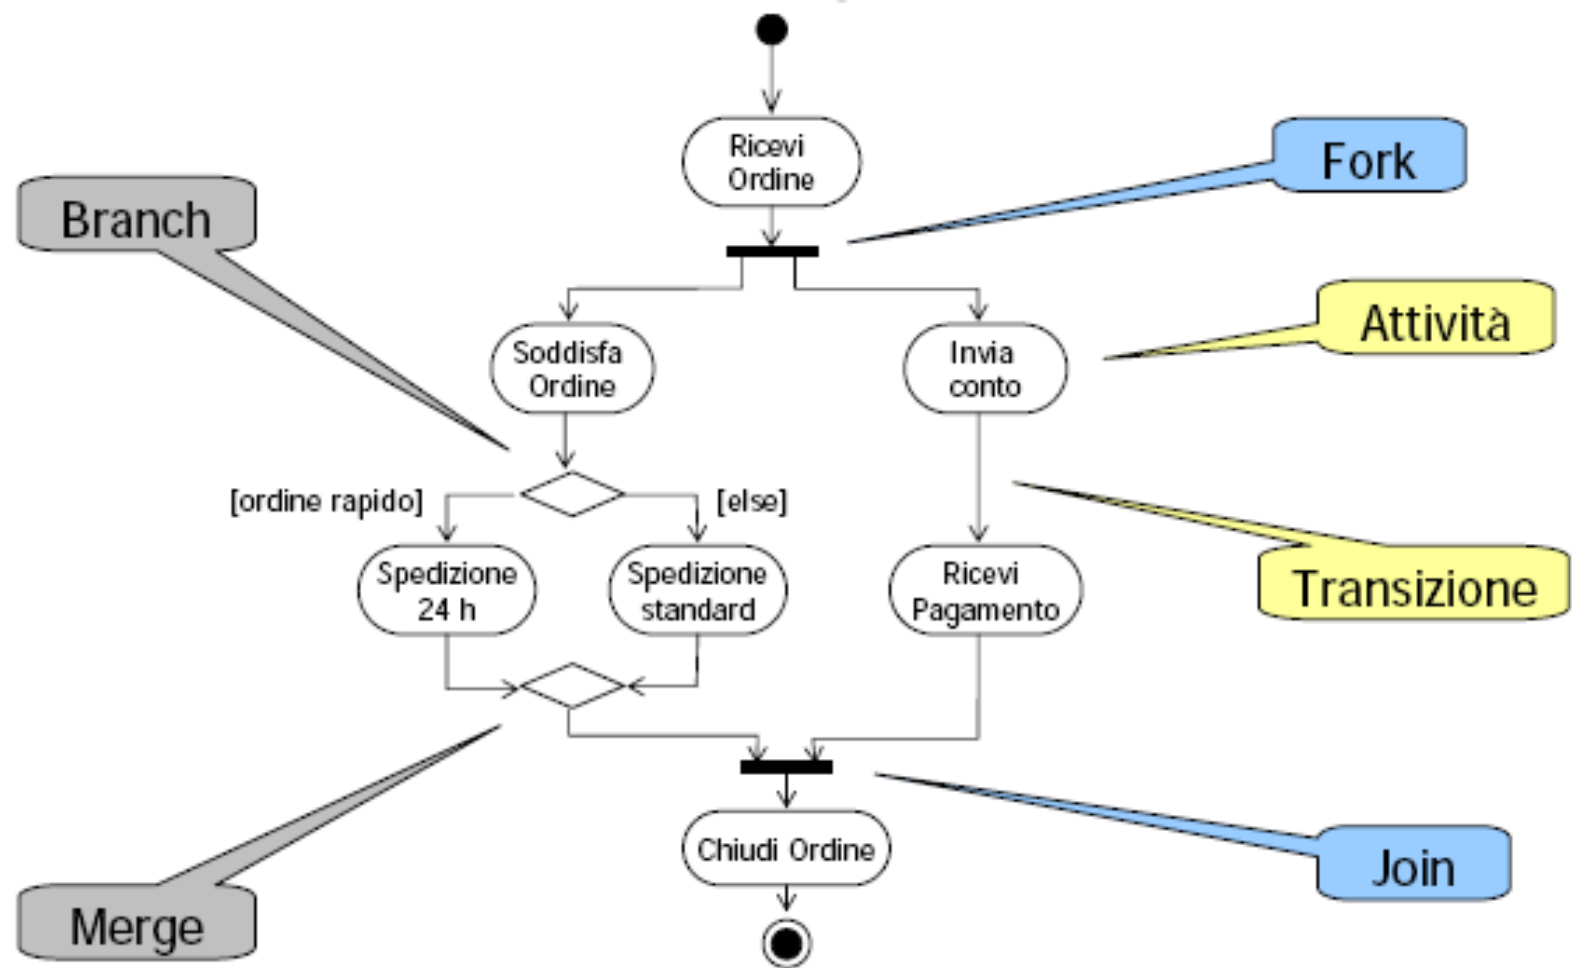 Ricevi
Ordine
Fork
Branch
Attività
Soddisfa
Ordine
Invia
conto
[ordine rapido]
[else]
Spedizione
24 h
Spedizione
standard
Ricevi
Pagamento
Transizione
Chiudi Ordine
Join
Merge